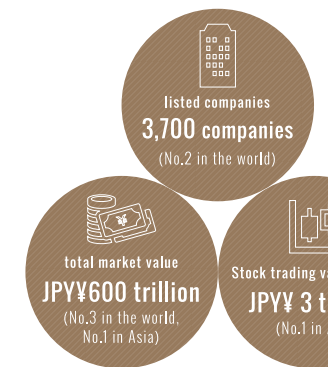 listed companies
3,700 companies
(No.2 in the world)
total market value
JPY¥600 trillion
(No.3 in the world,
No.1 in Asia)
Stock trading
JPY¥ 3
(No.1 in